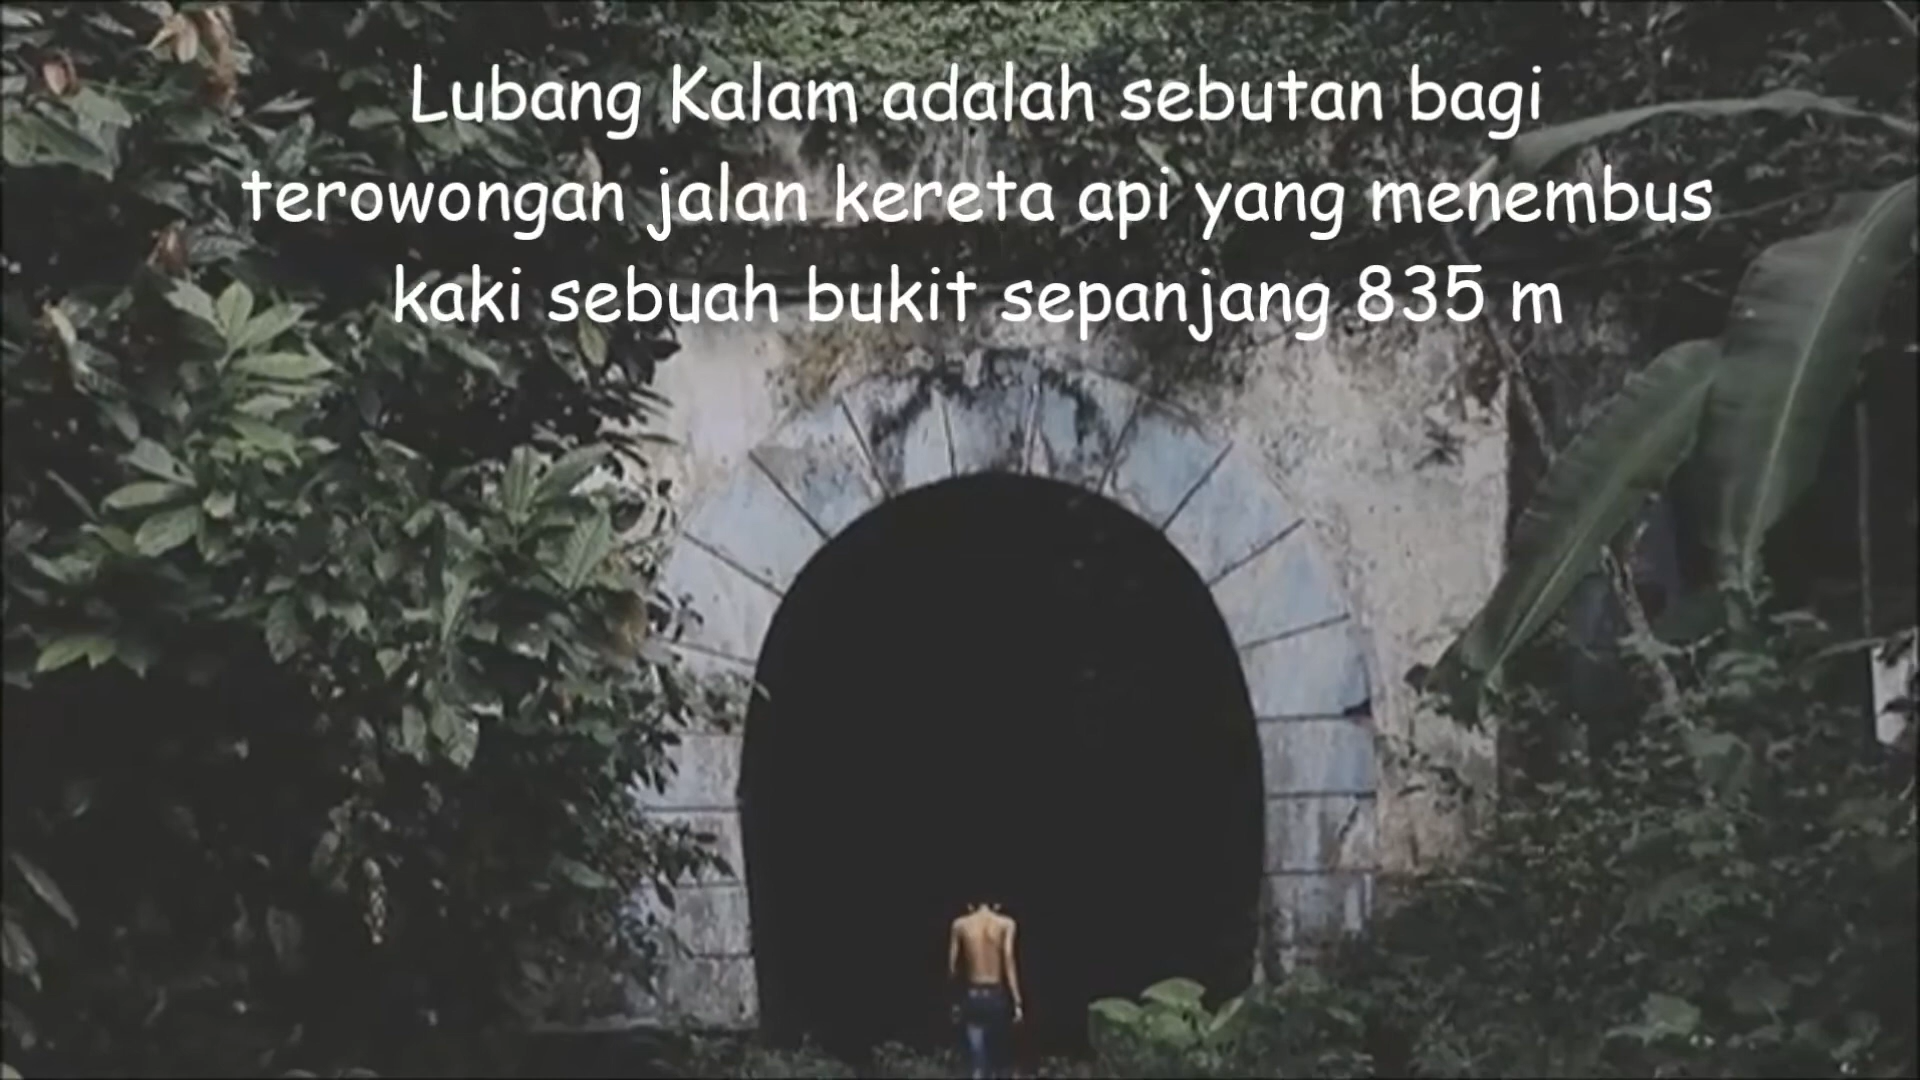 Lubang Kalam adalah sebutan bagi
terowongan jalan kereta api yang menembus
kaki sebuah bukit sepanjang 835 m